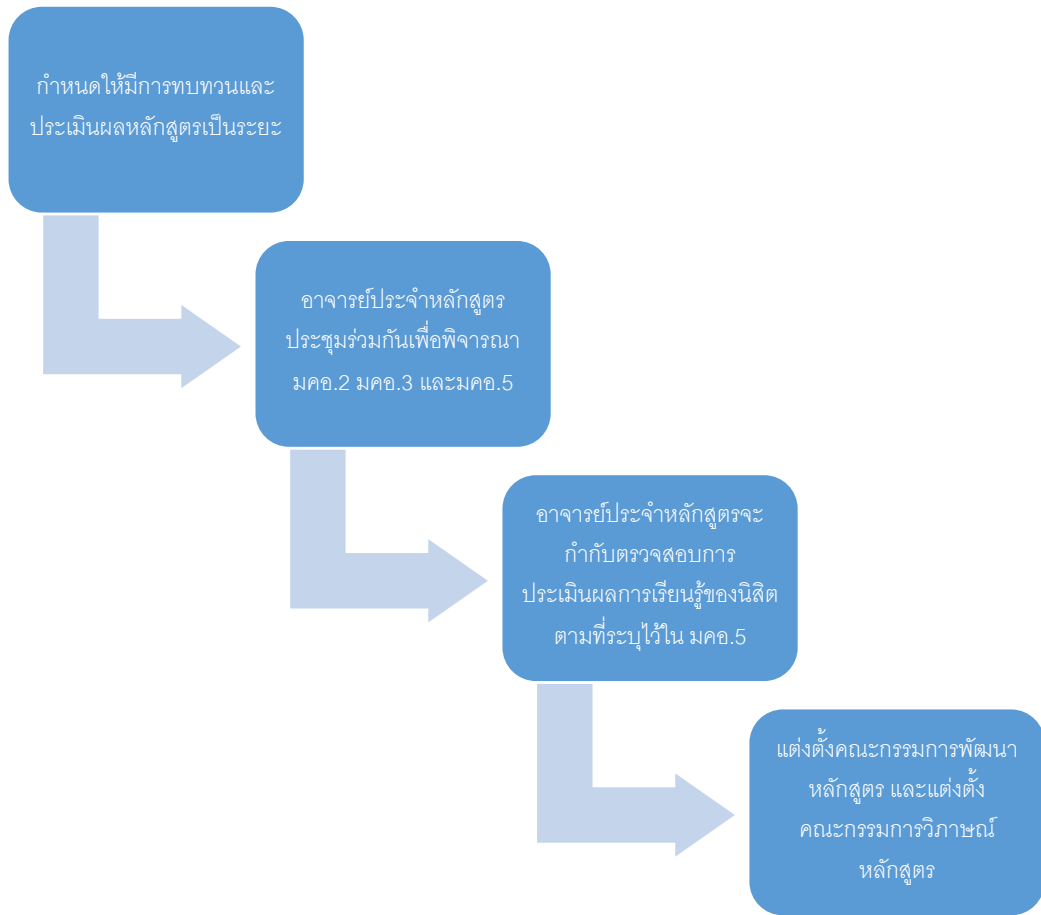 กำหนดให้มีการทบทวนและ
ประเมินผลหลักสูตรเป็นระยะ
อาจารย์ประจำหลักสูตร
ประชุมร่วมกันเพื่อพิจารณา
มคอ.2 มคอ.3 และมคอ.5
อาจารย์ประจำหลักสูตรจะ
กำกับตรวจสอบการ
ประเมินผลการเรียนรู้ของนิสิต
ตามที่ระบุไว้ใน มคอ.5
แต่งตั้งคณะกรรมการพัฒนา
หลักสูตร และแต่งตั้ง
คณะกรรมการวิภาษณ์
หลักสูตร